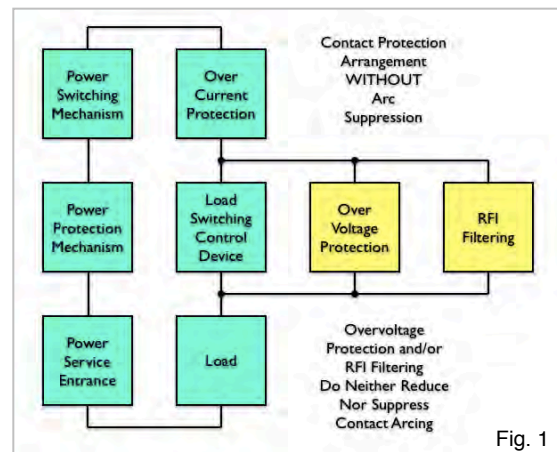 Power
Switching
Mechanism
Over
Current
Protection
Contact Protection
Arrangement
WITHOUT
Arc
Suppression
Power
Protection
Mechanism
Load
Switching
Control
Device
Over
Voltage
Protection
RFI
Filtering
Power
Service
Entrance
Load
Overvoltage
Protection and/or
RFI Filtering
Do Neither Reduce
Nor Suppress
Contact Arcing
Fig. 1